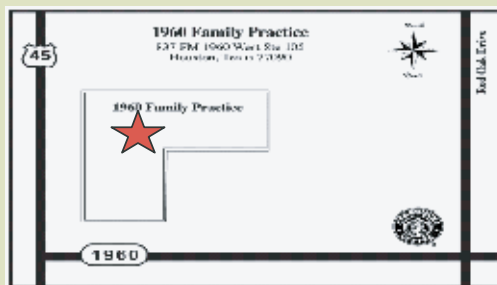 1960 Family Practice
837 FM 1960 West Ste 105
Houston, Texas 77090
45
Red Oak Drive
1960 Family Practice
1960